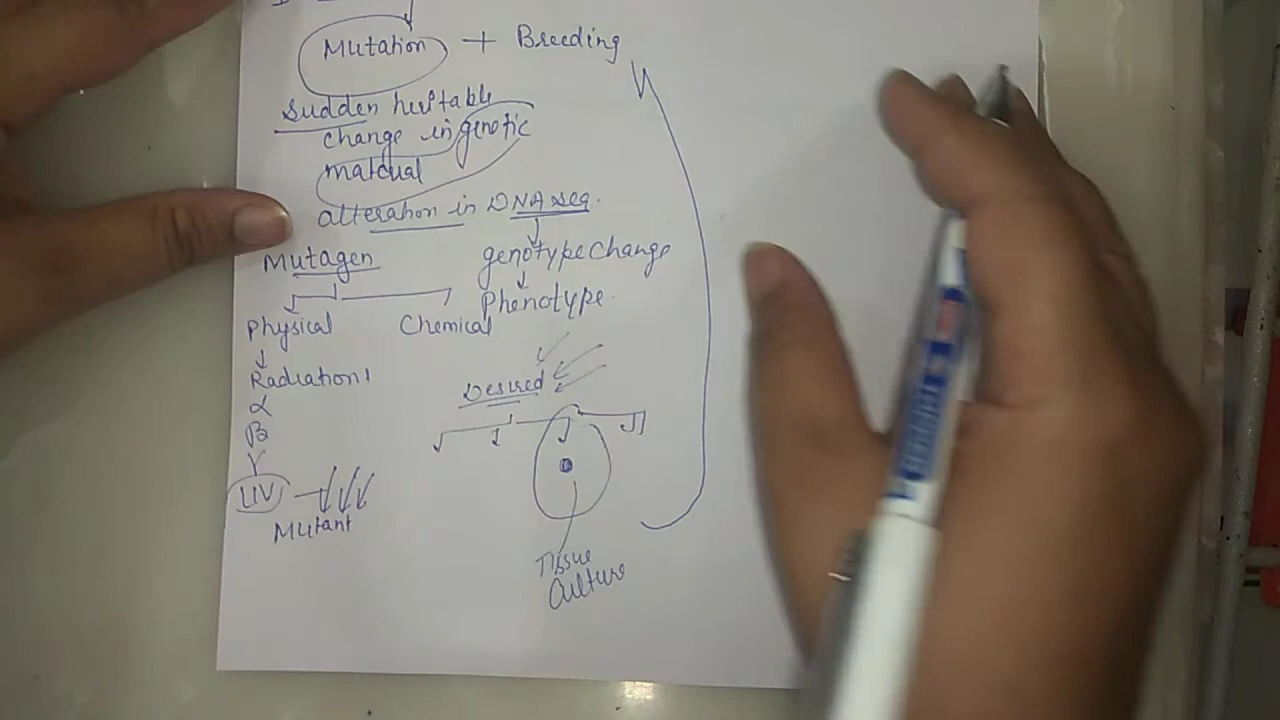 Mutation + Breeding
Sudden heritable
change in genetic
material
alteration in DNA seq.
Mutagen
genotype change
Phenotype.
Physical
Chemical
Radiations
α
β
γ
UV
Mutant
Desired
Tissue
Culture